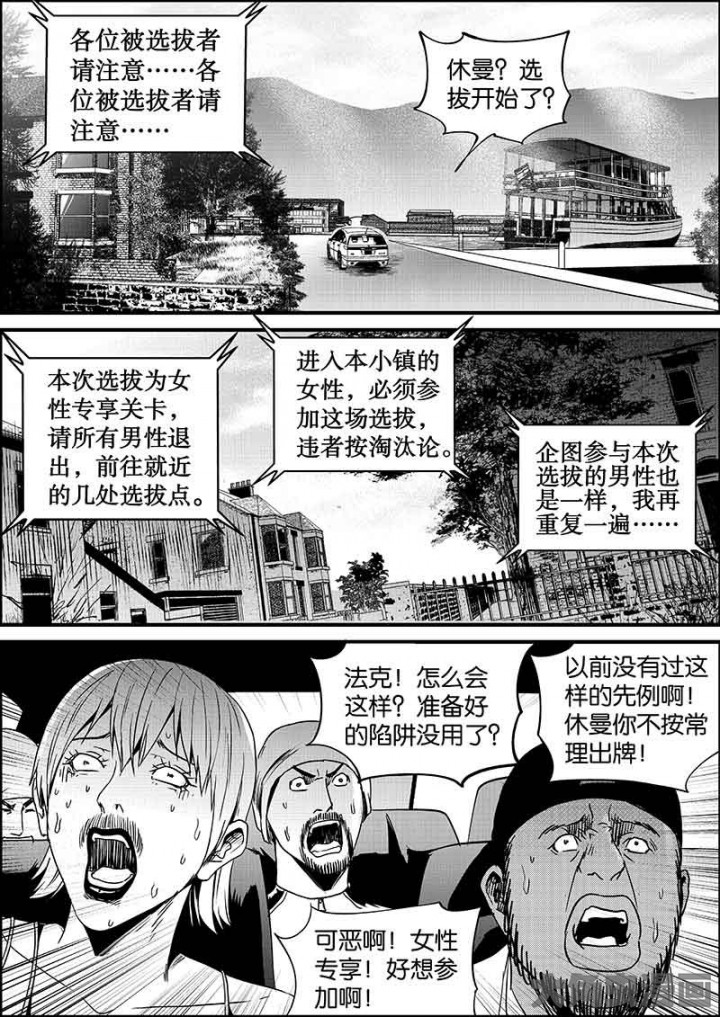 各位被选拔者
请注意……各
位被选拔者请
注意……
休曼？选
拔开始了？
本次选拔为女
性专享关卡，
请所有男性退
出，前往就近
的几处选拔点。
进入本小镇的
女性，必须参
加这场选拔，
违者按淘汰论。
企图参与本次
选拔的男性也
是一样，我再
重复一遍……
法克！怎么会
这样？准备好
的陷阱没用了？
以前没有过这
样的先例啊！
休曼你不按常
理出牌！
可恶啊！女性
专享！好想参
加啊！